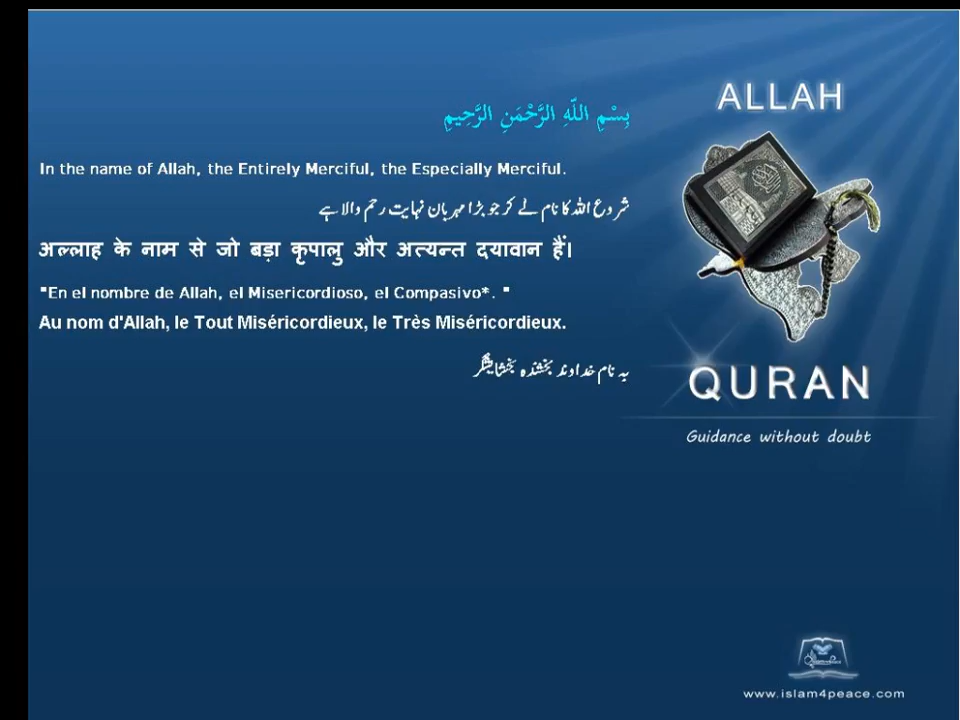 بِسْمِ اللَّهِ الرَّحْمَنِ الرَّحِيمِ
In the name of Allah, the Entirely Merciful, the Especially Merciful.
شروع الله کا نام لے کر جو بڑا مہربان نہایت رحم والا ہے
अल्लाह के नाम से जो बड़ा कृपालु और अत्यन्त दयावान हैं।
"En el nombre de Allah, el Misericordioso, el Compasivo*. "
Au nom d'Allah, le Tout Miséricordieux, le Très Miséricordieux.
به نام خداوند بخشنده بخشایشگر
ALLAH
QURAN
Guidance without doubt
www.islam4peace.com